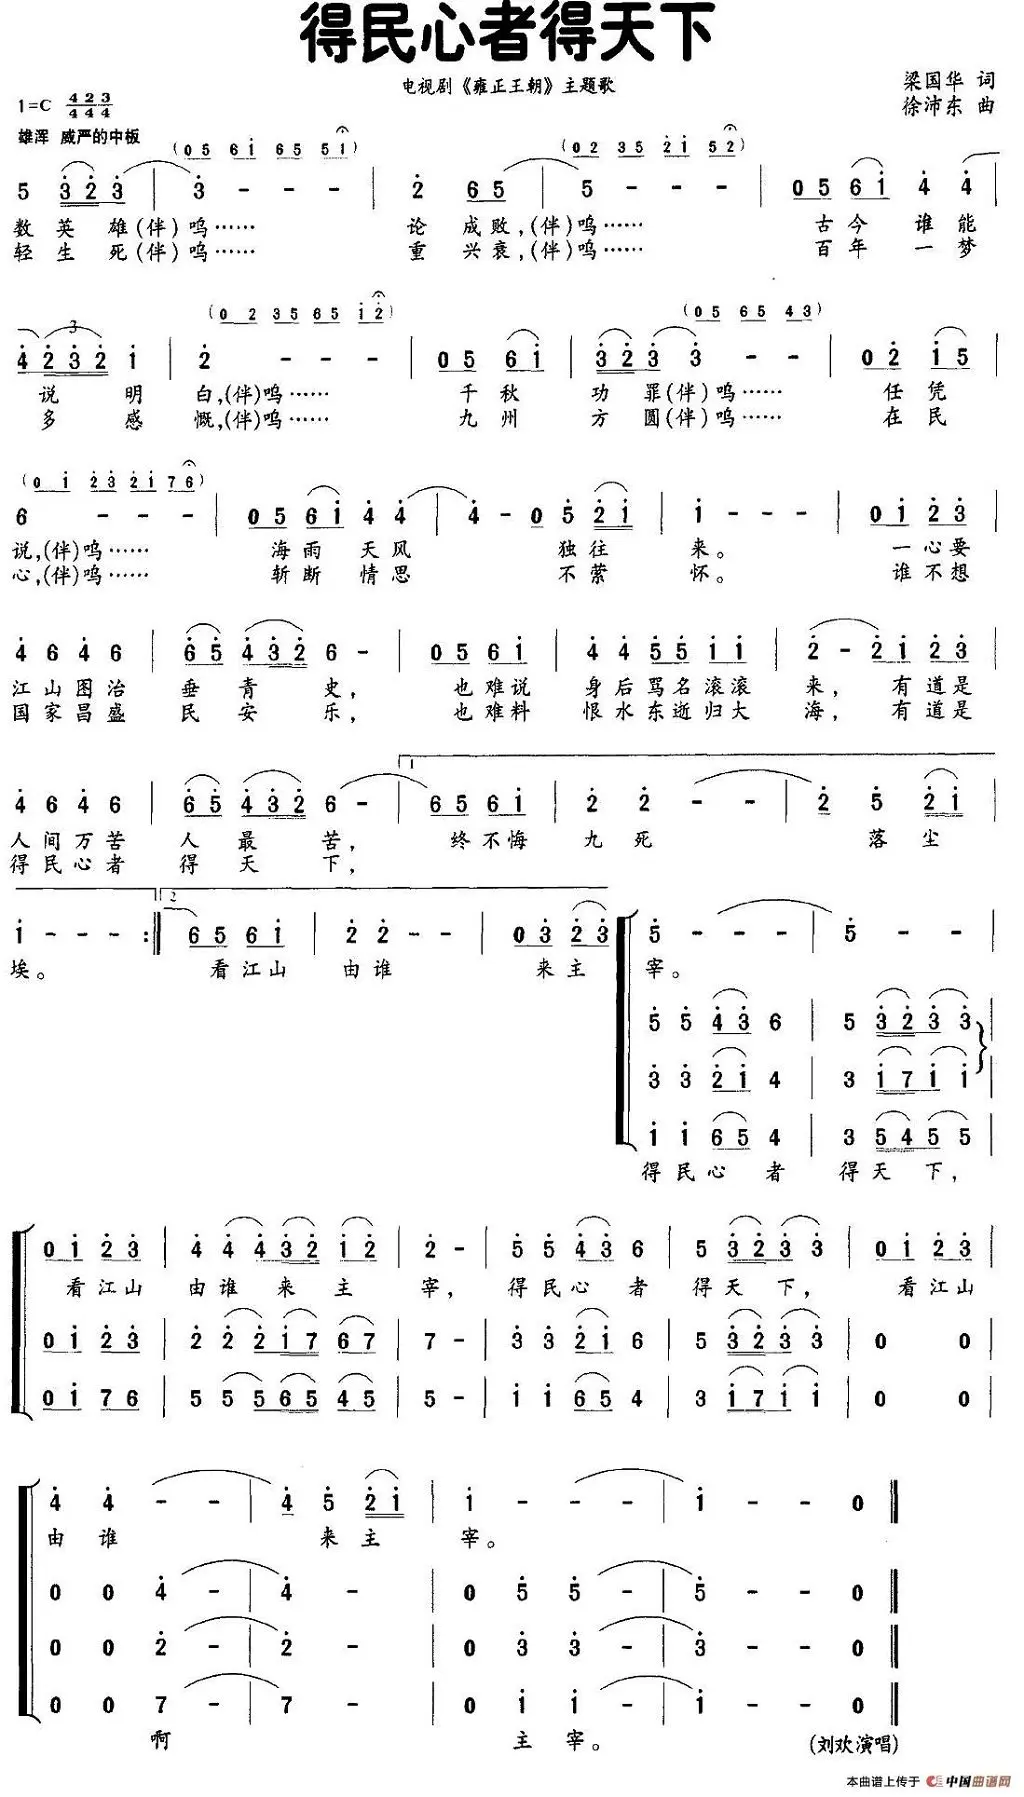 得民心者得天下
电视剧《雍正王朝》主题歌
梁国华 词
1=C 4/4 2/4 3/4
徐沛东 曲
雄浑 威严的中板
数英雄(伴)呜…… 论成败,(伴)呜…… 古今谁能
轻生死(伴)呜…… 重兴衰,(伴)呜…… 百年一梦
说明白,(伴)呜…… 千秋功罪(伴)呜…… 任凭
多感慨,(伴)呜…… 九州方圆(伴)呜…… 在民
说,(伴)呜…… 海雨天风独往来。 一心要
心,(伴)呜…… 斩断情思不萦怀。 谁不想
江山图治垂青史, 也难说身后骂名滚滚来, 有道是
国家昌盛民安乐, 也难料恨水东逝归大海, 有道是
人间万苦人最苦, 终不悔九死落尘
得民心者得天下,
埃。 看江山由谁来主宰。
得民心者得天下,
看江山由谁来主宰, 得民心者得天下, 看江山
由谁来主宰。
啊 主宰。 (刘欢演唱)
本曲谱上传于 中国曲谱网